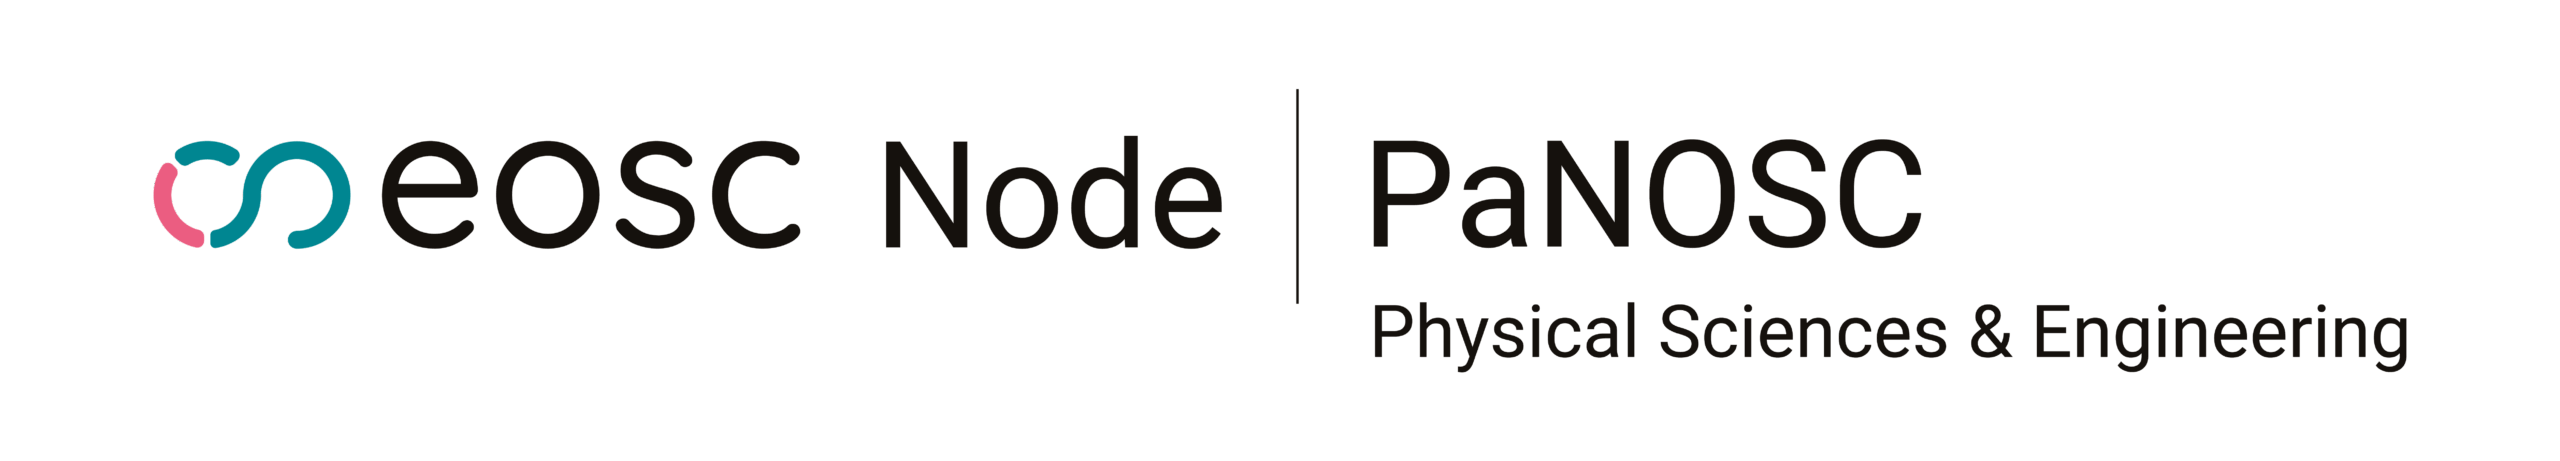 eosc Node | PaNOSC
Physical Sciences & Engineering